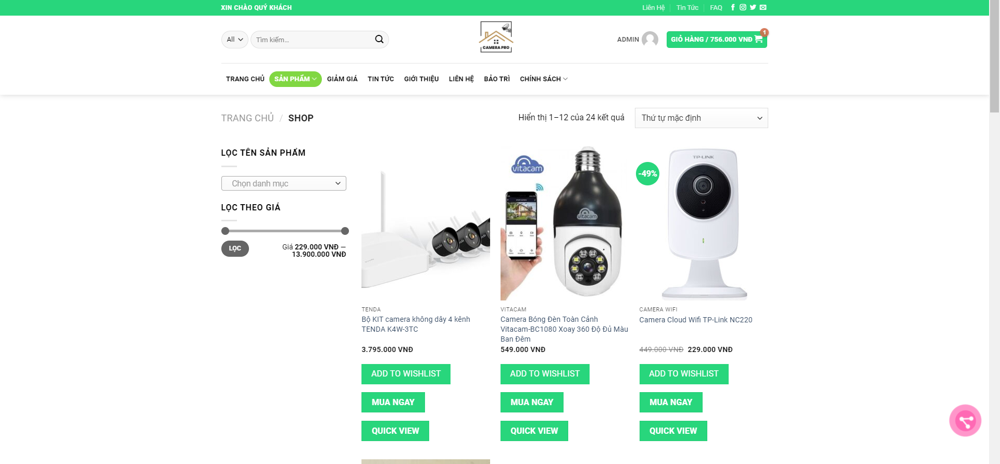 XIN CHÀO QUÝ KHÁCH
Liên Hệ
Tin Tức
FAQ
All
Tìm kiếm...
CAMERA PRO
ADMIN
GIỎ HÀNG / 756.000 VNĐ
1
TRANG CHỦ
SẢN PHẨM
GIẢM GIÁ
TIN TỨC
GIỚI THIỆU
LIÊN HỆ
BẢO TRÌ
CHÍNH SÁCH
TRANG CHỦ / SHOP
Hiển thị 1–12 của 24 kết quả
Thứ tự mặc định
LỌC TÊN SẢN PHẨM
Chọn danh mục
LỌC THEO GIÁ
LỌC
Giá 229.000 VNĐ —
13.900.000 VNĐ
vitacam
vitacam
TP-LINK
-49%
TENDA
Bộ KIT camera không dây 4 kênh
TENDA K4W-3TC
3.795.000 VNĐ
ADD TO WISHLIST
MUA NGAY
QUICK VIEW
VITACAM
Camera Bóng Đèn Toàn Cảnh
Vitacam-BC1080 Xoay 360 Độ Đủ Màu
Ban Đêm
549.000 VNĐ
ADD TO WISHLIST
MUA NGAY
QUICK VIEW
CAMERA WIFI
Camera Cloud Wifi TP-Link NC220
449.000 VNĐ 229.000 VNĐ
ADD TO WISHLIST
MUA NGAY
QUICK VIEW